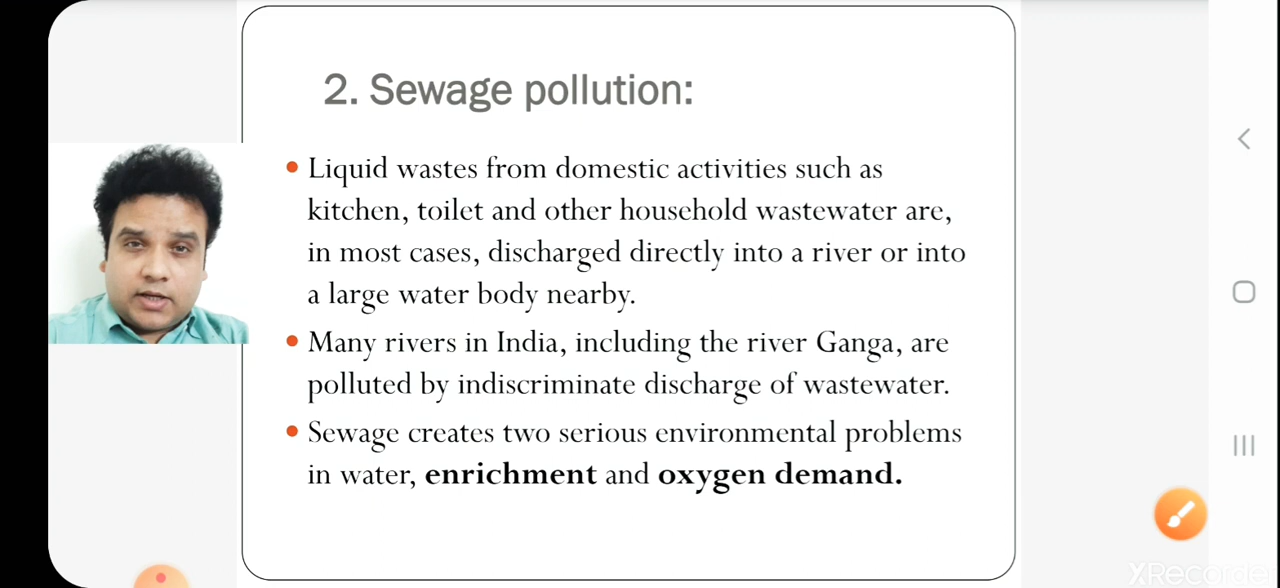 2. Sewage pollution:
Liquid wastes from domestic activities such as
kitchen, toilet and other household wastewater are,
in most cases, discharged directly into a river or into
a large water body nearby.
Many rivers in India, including the river Ganga, are
polluted by indiscriminate discharge of wastewater.
Sewage creates two serious environmental problems
in water, enrichment and oxygen demand.
XRecorder